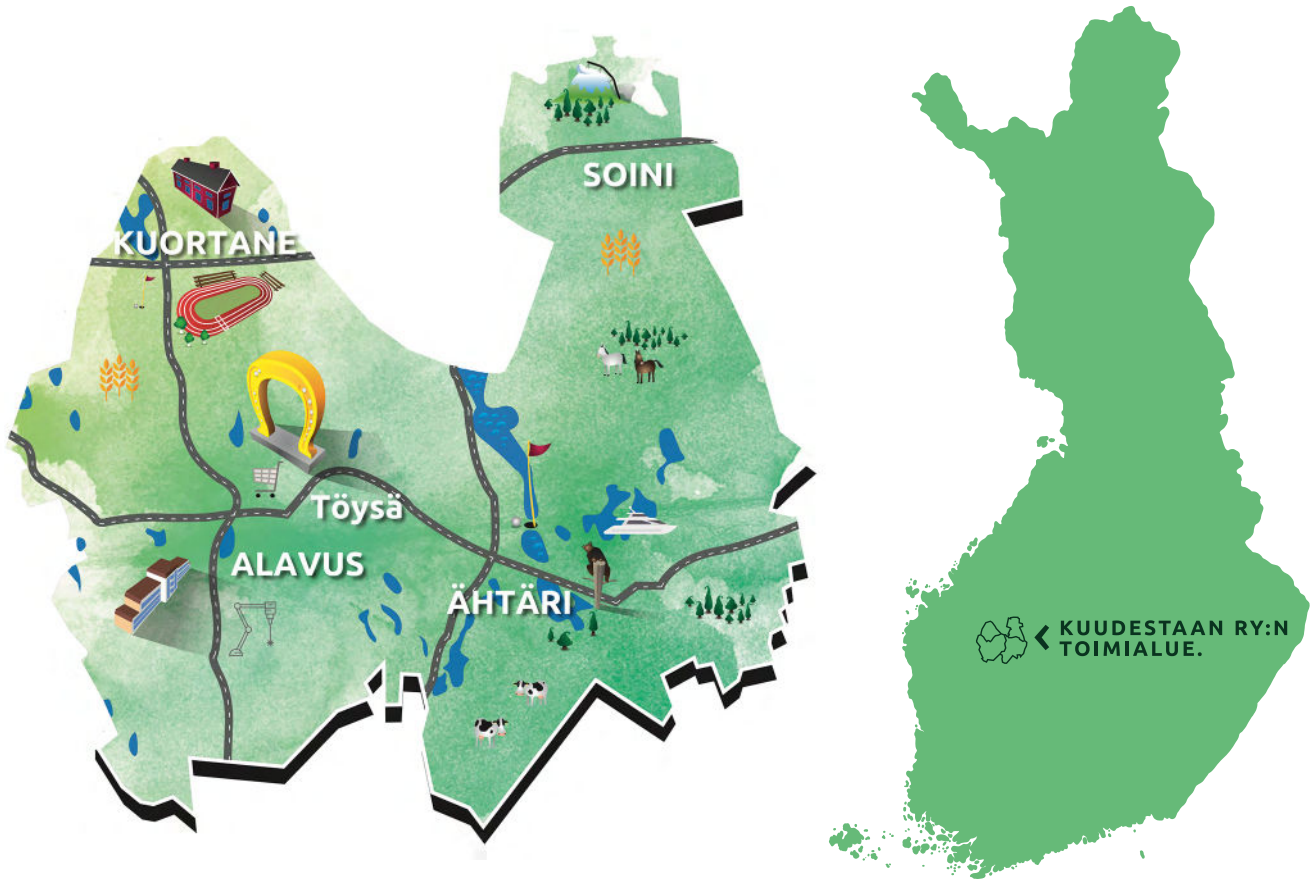 SOINI
KUORTANE
Töysä
ALAVUS
ÄHTÄRI
KUUDESTAAN RY:N
TOIMIALUE.